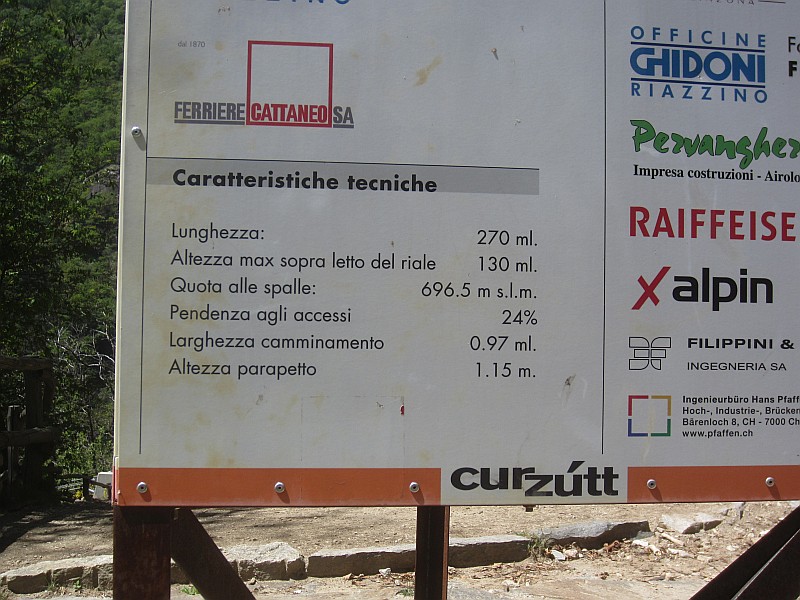 RIAZZINO
dal 1870
FERRIERE CATTANEO SA
Caratteristiche tecniche
Lunghezza: 270 ml.
Altezza max sopra letto del riale 130 ml.
Quota alle spalle: 696.5 m s.l.m.
Pendenza agli accessi 24%
Larghezza camminamento 0.97 ml.
Altezza parapetto 1.15 m.
OFFICINE
GHIDONI
RIAZZINO
Pervangher
Impresa costruzioni - Airolo
RAIFFEISE
alpin
FILIPPINI &
INGEGNERIA SA
Ingenieurbüro Hans Pfaff
Hoch-, Industrie-, Brücken
Bärenloch 8, CH - 7000 Ch
www.pfaffen.ch
curzútt